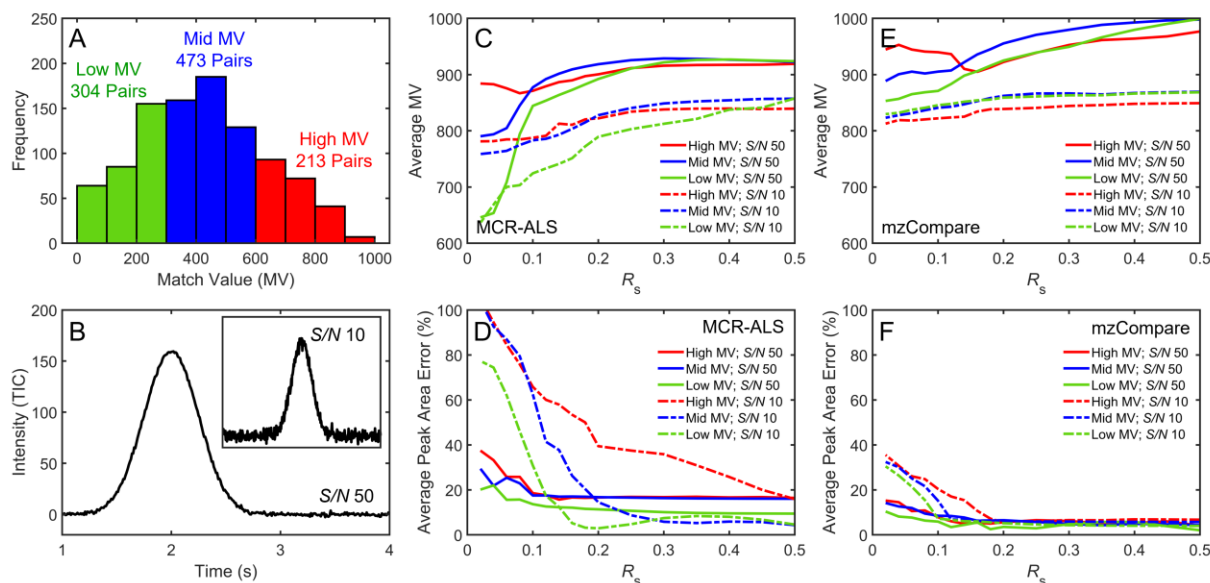 A
Low MV
304 Pairs
Mid MV
473 Pairs
High MV
213 Pairs
Frequency
250
200
150
100
50
0
0 200 400 600 800 1000
Match Value (MV)
B
S/N 10
S/N 50
Intensity (TIC)
200
150
100
50
0
1 2 3 4
Time (s)
C
Average MV
1000
900
800
700
600
High MV; S/N 50
Mid MV; S/N 50
Low MV; S/N 50
High MV; S/N 10
Mid MV; S/N 10
Low MV; S/N 10
MCR-ALS
0 0.1 0.2 0.3 0.4 0.5
Rs
D
MCR-ALS
Average Peak Area Error (%)
100
80
60
40
20
0
High MV; S/N 50
Mid MV; S/N 50
Low MV; S/N 50
High MV; S/N 10
Mid MV; S/N 10
Low MV; S/N 10
0 0.1 0.2 0.3 0.4 0.5
Rs
E
Average MV
1000
900
800
700
600
High MV; S/N 50
Mid MV; S/N 50
Low MV; S/N 50
High MV; S/N 10
Mid MV; S/N 10
Low MV; S/N 10
mzCompare
0 0.1 0.2 0.3 0.4 0.5
Rs
F
mzCompare
Average Peak Area Error (%)
100
80
60
40
20
0
High MV; S/N 50
Mid MV; S/N 50
Low MV; S/N 50
High MV; S/N 10
Mid MV; S/N 10
Low MV; S/N 10
0 0.1 0.2 0.3 0.4 0.5
Rs